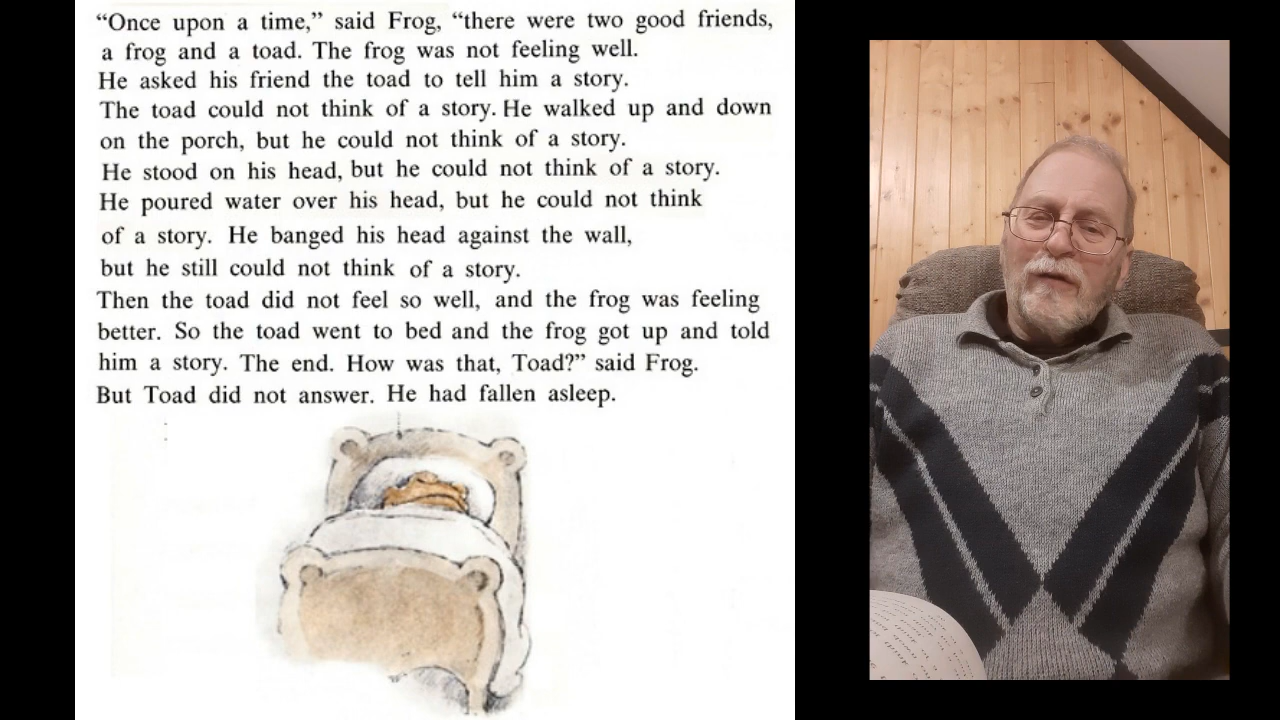 “Once upon a time,” said Frog, “there were two good friends,
a frog and a toad. The frog was not feeling well.
He asked his friend the toad to tell him a story.
The toad could not think of a story. He walked up and down
on the porch, but he could not think of a story.
He stood on his head, but he could not think of a story.
He poured water over his head, but he could not think
of a story. He banged his head against the wall,
but he still could not think of a story.
Then the toad did not feel so well, and the frog was feeling
better. So the toad went to bed and the frog got up and told
him a story. The end. How was that, Toad?” said Frog.
But Toad did not answer. He had fallen asleep.